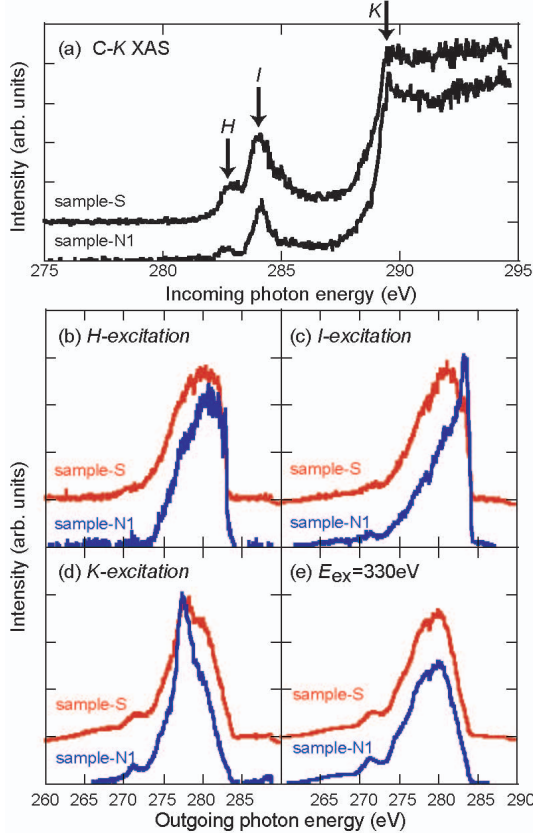 (a) C-K XAS
K
I
H
sample-S
sample-N1
Intensity (arb. units)
275 280 285 290 295
Incoming photon energy (eV)
(b) H-excitation
sample-S
sample-N1
(c) I-excitation
sample-S
sample-N1
Intensity (arb. units)
(d) K-excitation
sample-S
sample-N1
(e) Eex=330eV
sample-S
sample-N1
260 265 270 275 280 285 265 270 275 280 285 290
Outgoing photon energy (eV)